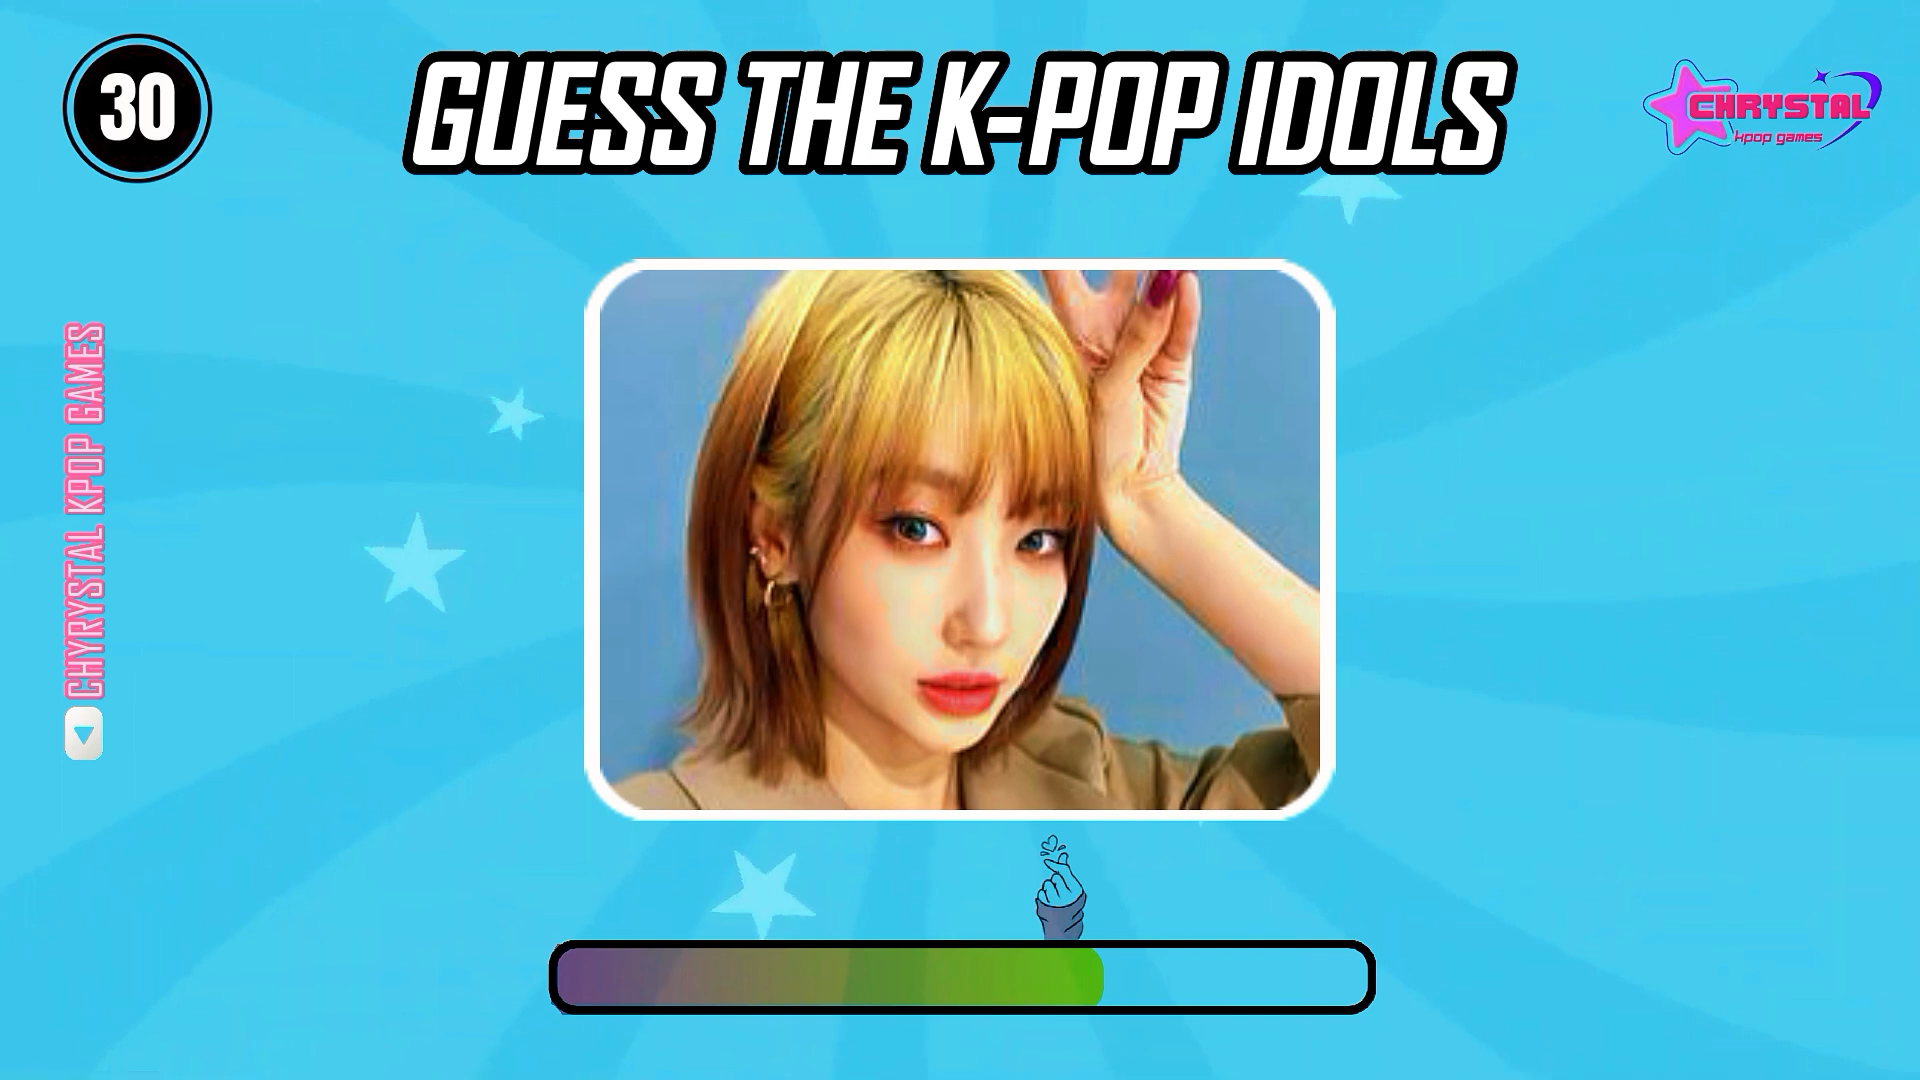 30
GUESS THE K-POP IDOLS
CHRYSTAL
kpop games
CHYRYSTAL KPOP GAMES